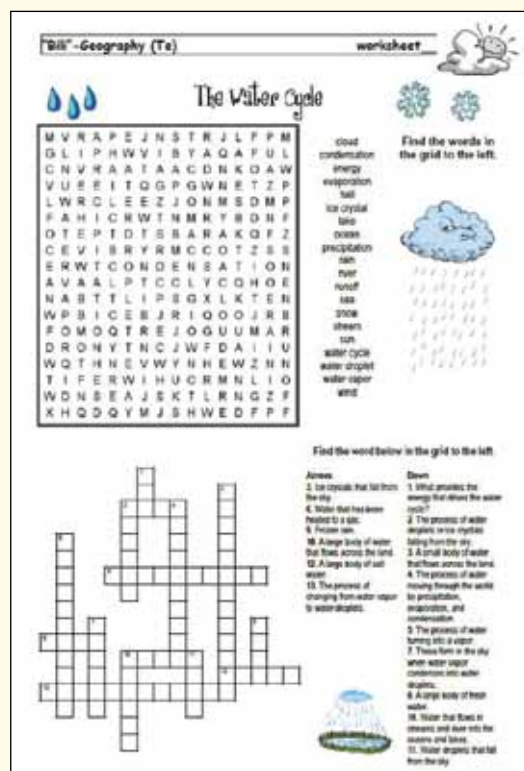 "Bili"-Geography (Te) worksheet__
The Water Cycle
M V R A P E J N S T R J L F P M
G L I P H W V I B Y A Q A F U L
C N V R A A T A A C D N K O A W
V U E E I T Q G P G W N E T Z P
L W R C L E E Z J O N M S D M P
F A H I C R W T N M R Y B D N F
O T E P T D T S B A R A K Q F Z
C E V I B R Y R M C C O T Z S S
E R W T C O N D E N S A T I O N
A V A A L P T C C L Y C Q H O E
N A B T T L I P S G X L K T E N
W P B I C E B J R I Q O O J R B
F O M O Q T R E J O G U U M A R
D R O N Y T N C J W F D A I I U
W Q T H N E V W Y N H E W Z N N
T I F E R W I H U C R M N L I O
W D N S E A J S K T L R N G Z F
X H Q D Q Y M J S H W E D F P F
cloud
condensation
energy
evaporation
hail
ice crystal
lake
ocean
precipitation
rain
river
runoff
sea
snow
stream
sun
water cycle
water droplet
water vapor
wind
Find the words in
the grid to the left.
Find the word below in the grid to the left
Across
3. Ice crystals that fall from
the sky.
6. Water that has been
heated to a gas.
9. Frozen rain.
10. A large body of water
that flows across the land.
12. A large body of salt
water.
13. The process of
changing from water vapor
to water droplets.
Down
1. What provides the
energy that drives the water
cycle?
2. The process of water
droplets or ice crystals
falling from the sky.
3. A small body of water
that flows across the land.
4. The process of water
moving through the world
by precipitation,
evaporation, and
condensation
5. The process of water
turning into a vapor
7. These form in the sky
when water vapor
condenses into water
droplets.
8. A large body of fresh
water.
10. Water that flows in
streams and over into the
oceans and lakes.
11. Water droplets that fall
from the sky